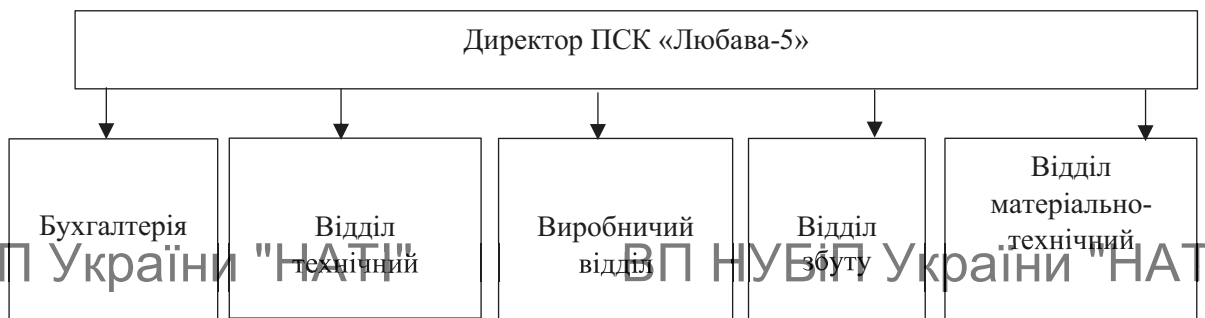 Директор ПСК «Любава-5»
Бухгалтерія
Відділ
технічний
Виробничий
відділ
Відділ
збуту
Відділ
матеріально-
технічний
П України "НАТІ" ВП НУБіП України "НАТ